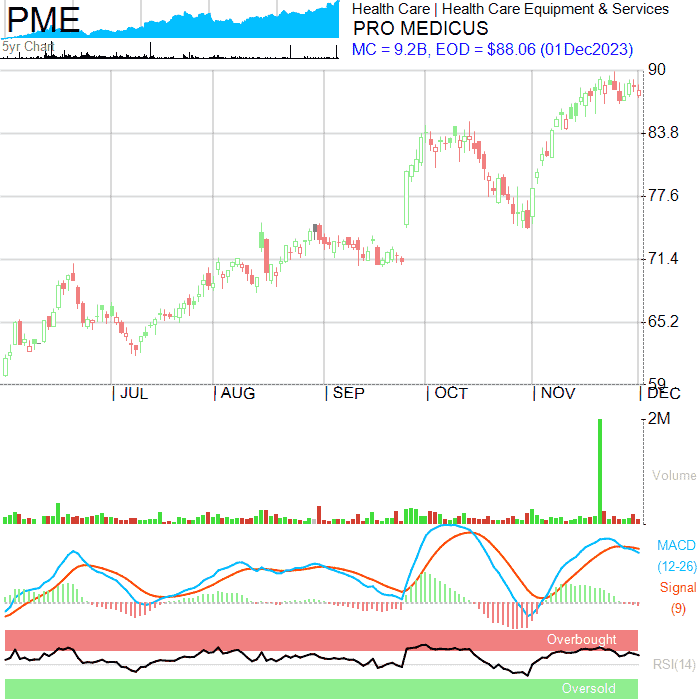 PME
5yr Chart
Health Care | Health Care Equipment & Services
PRO MEDICUS
MC = 9.2B, EOD = $88.06 (01Dec2023)
90
83.8
77.6
71.4
65.2
59
JUL
AUG
SEP
OCT
NOV
DEC
2M
Volume
MACD
(12-26)
Signal
(9)
Overbought
RSI(14)
Oversold